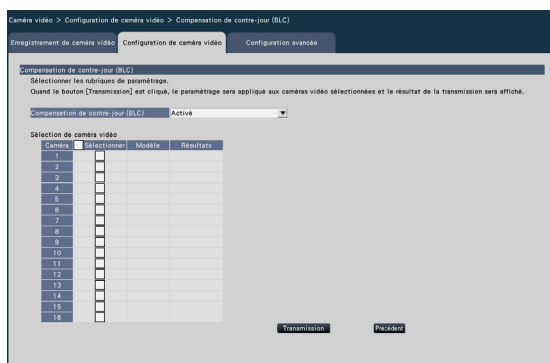 Caméra vidéo > Configuration de caméra vidéo > Compensation de contre-jour (BLC)
Enregistrement de caméra vidéo Configuration de caméra vidéo Configuration avancée
Compensation de contre-jour (BLC)
Sélectionner les rubriques de paramétrage.
Quand le bouton [Transmission] est cliqué, le paramétrage sera appliqué aux caméras vidéo sélectionnées et le résultat de la transmission sera affiché.
Compensation de contre-jour (BLC) Activé
Sélection de caméra vidéo
Caméra Sélectionner Modèle Résultats
1
2
3
4
5
6
7
8
9
10
11
12
13
14
15
16
Transmission Précédent